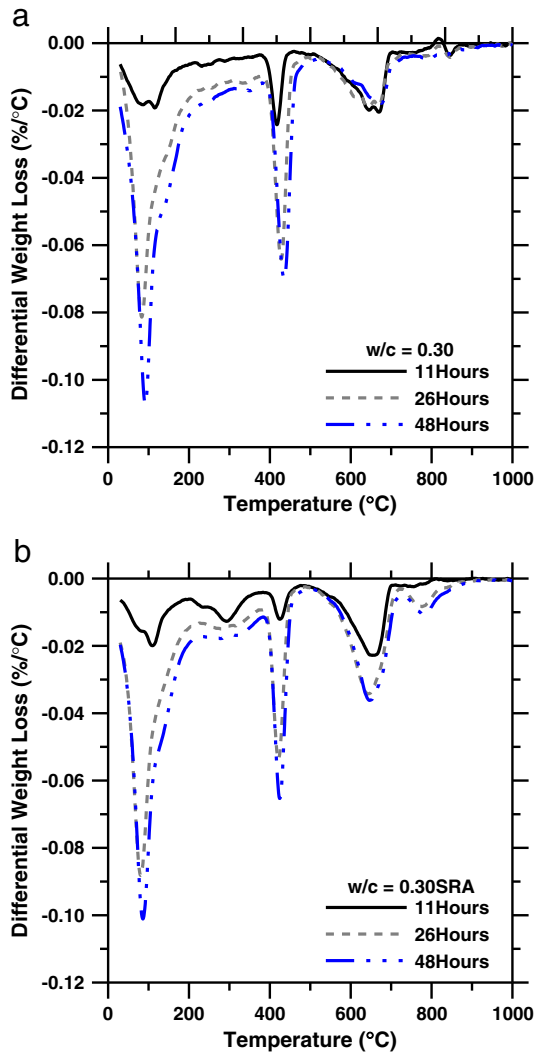 a
0.00
-0.02
-0.04
-0.06
-0.08
-0.10
-0.12
Differential Weight Loss (%/°C)
w/c = 0.30
11Hours
26Hours
48Hours
0 200 400 600 800 1000
Temperature (°C)
b
0.00
-0.02
-0.04
-0.06
-0.08
-0.10
-0.12
Differential Weight Loss (%/°C)
w/c = 0.30SRA
11Hours
26Hours
48Hours
0 200 400 600 800 1000
Temperature (°C)